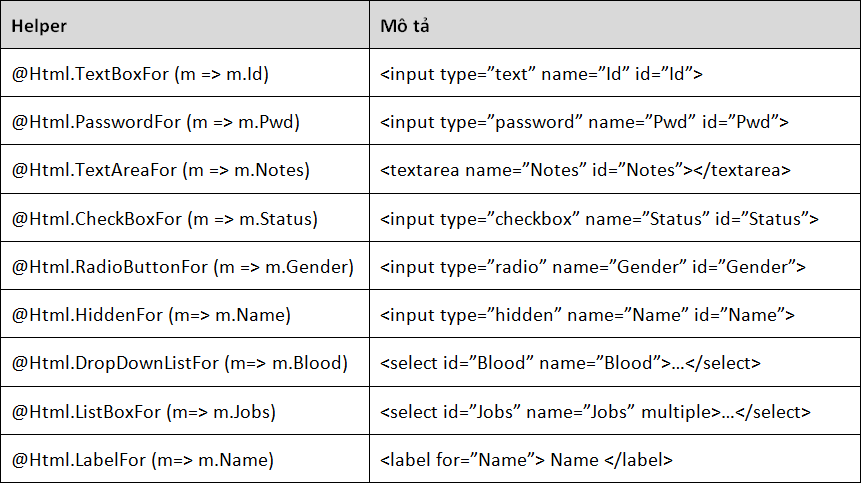 Helper Mô tả
@Html.TextBoxFor (m => m.Id) <input type=”text” name=”Id” id=”Id”>
@Html.PasswordFor (m => m.Pwd) <input type=”password” name=”Pwd” id=”Pwd”>
@Html.TextAreaFor (m => m.Notes) <textarea name=”Notes” id=”Notes”></textarea>
@Html.CheckBoxFor (m => m.Status) <input type=”checkbox” name=”Status” id=”Status”>
@Html.RadioButtonFor (m => m.Gender) <input type=”radio” name=”Gender” id=”Gender”>
@Html.HiddenFor (m=> m.Name) <input type=”hidden” name=”Name” id=”Name”>
@Html.DropDownListFor (m=> m.Blood) <select id=”Blood” name=”Blood”>…</select>
@Html.ListBoxFor (m=> m.Jobs) <select id=”Jobs” name=”Jobs” multiple>…</select>
@Html.LabelFor (m=> m.Name) <label for=”Name”> Name </label>